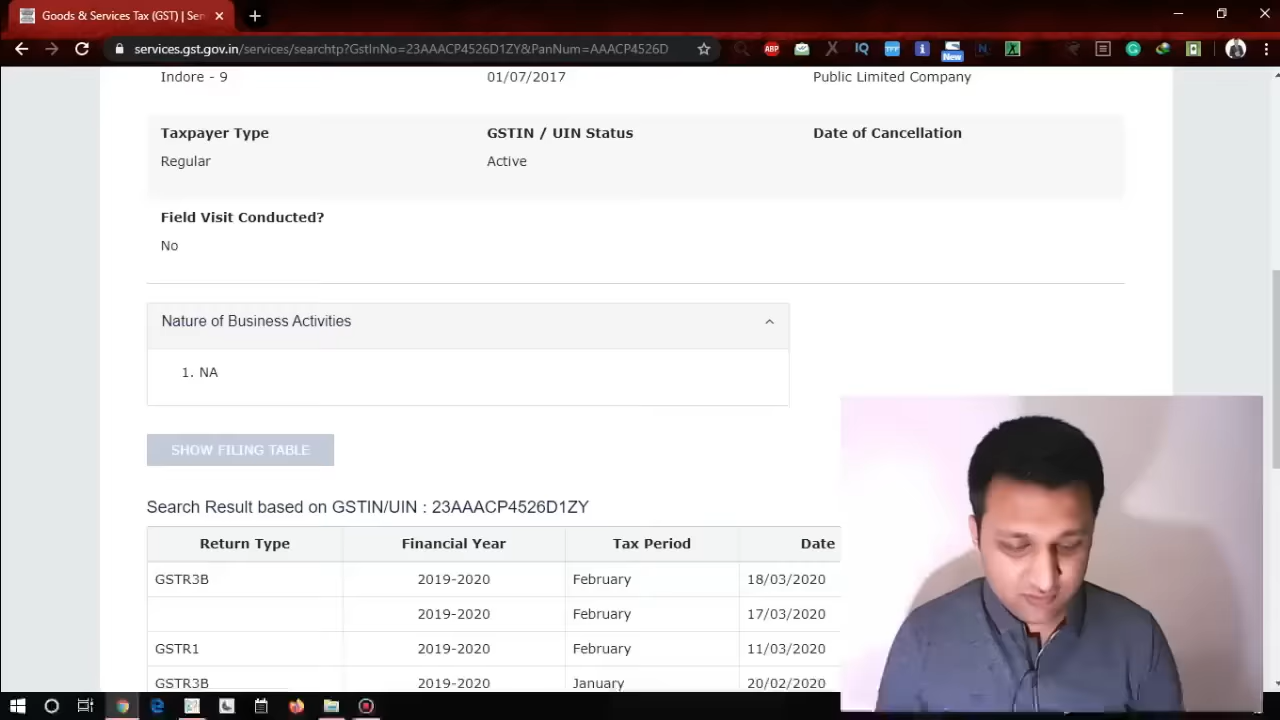 Goods & Services Tax (GST) | Ser
services.gst.gov.in/services/searchtp?GstInNo=23AAACP4526D1ZY&PanNum=AAACP4526D
ABP
IQ
TPT
New
Indore - 9
01/07/2017
Public Limited Company
Taxpayer Type
GSTIN / UIN Status
Date of Cancellation
Regular
Active
Field Visit Conducted?
No
Nature of Business Activities
1. NA
SHOW FILING TABLE
Search Result based on GSTIN/UIN : 23AAACP4526D1ZY
Return Type Financial Year Tax Period Date
GSTR3B 2019-2020 February 18/03/2020
2019-2020 February 17/03/2020
GSTR1 2019-2020 February 11/03/2020
GSTR3B 2019-2020 January 20/02/2020